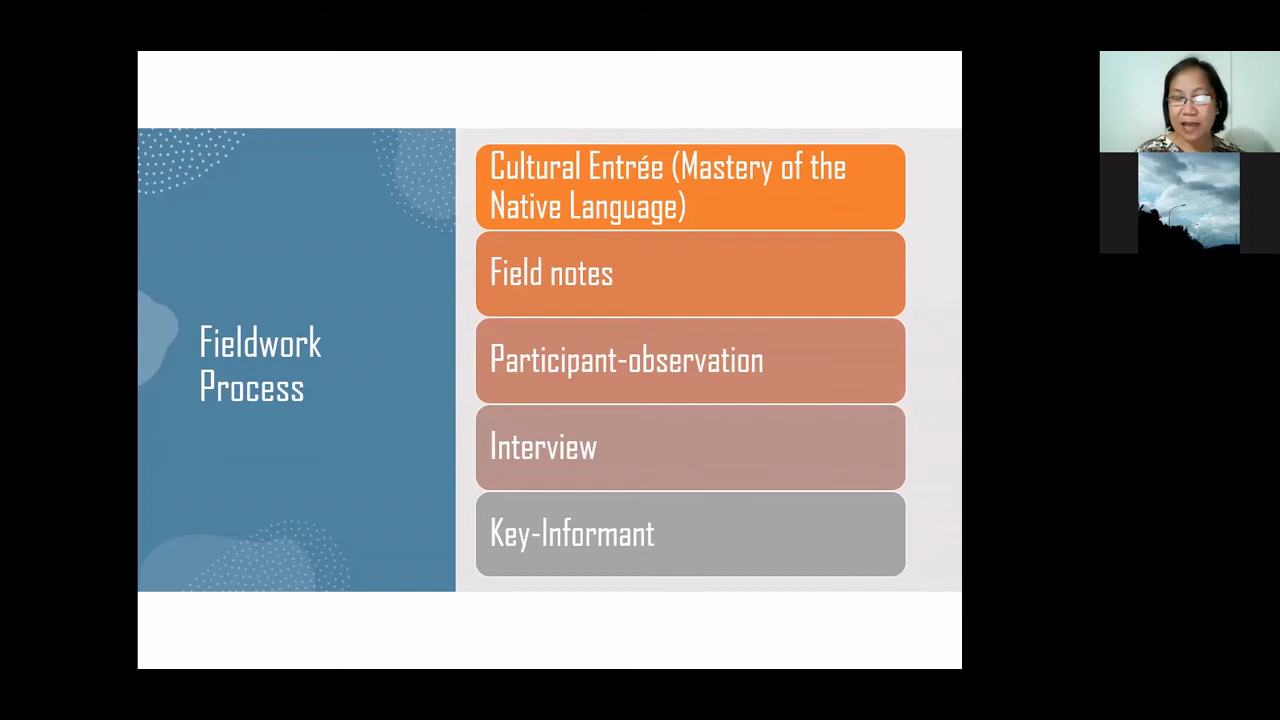 Fieldwork
Process
Cultural Entrée (Mastery of the
Native Language)
Field notes
Participant-observation
Interview
Key-Informant